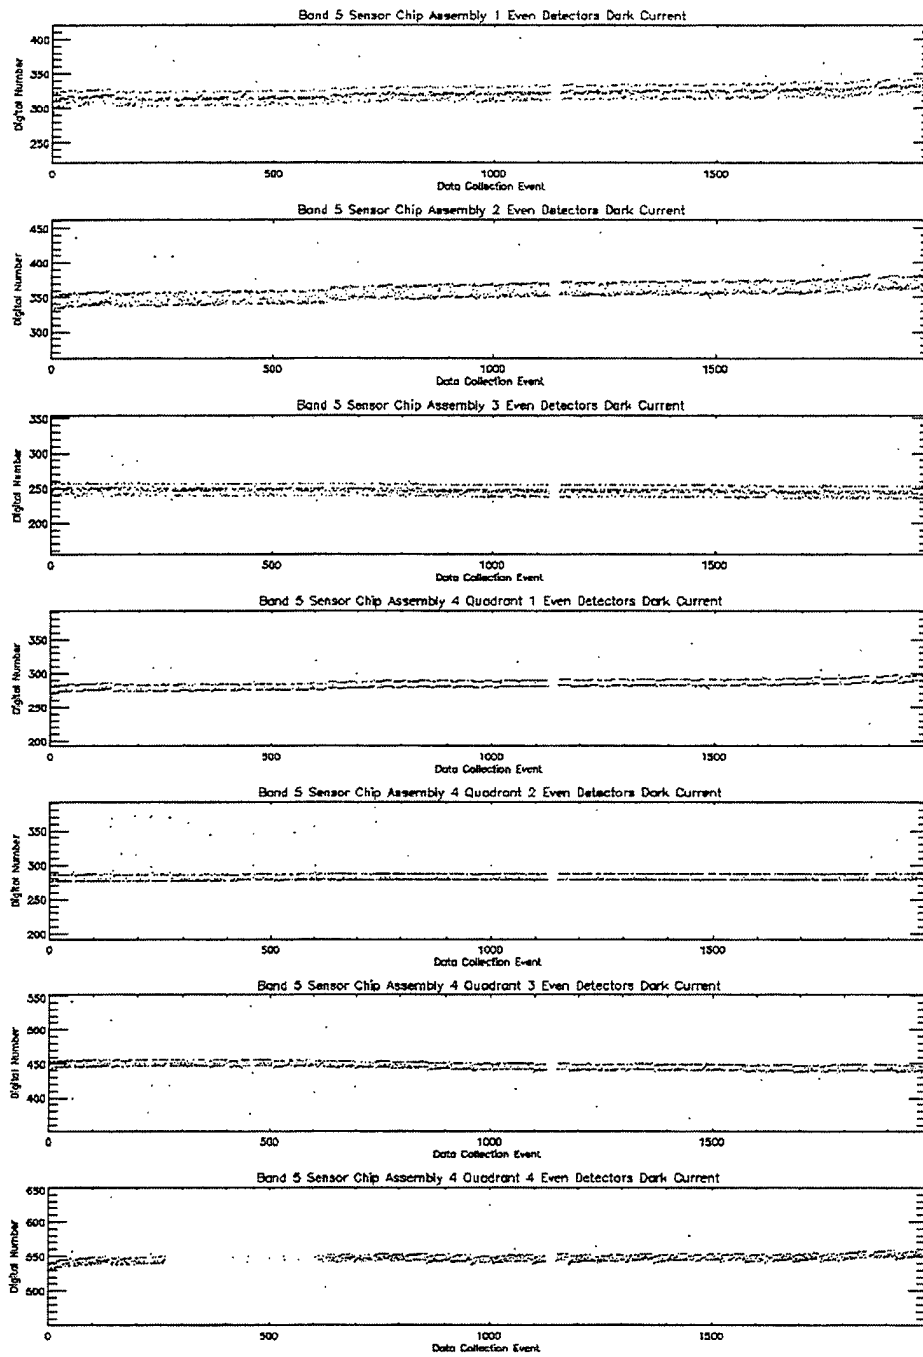 Band 5 Sensor Chip Assembly 1 Even Detectors Dark Current
400
350
300
250
Digital Number
0 500 1000 1500
Data Collection Event
Band 5 Sensor Chip Assembly 2 Even Detectors Dark Current
450
400
350
300
Digital Number
0 500 1000 1500
Data Collection Event
Band 5 Sensor Chip Assembly 3 Even Detectors Dark Current
350
300
250
200
Digital Number
0 500 1000 1500
Data Collection Event
Band 5 Sensor Chip Assembly 4 Quadrant 1 Even Detectors Dark Current
350
300
250
200
Digital Number
0 500 1000 1500
Data Collection Event
Band 5 Sensor Chip Assembly 4 Quadrant 2 Even Detectors Dark Current
350
300
250
200
Digital Number
0 500 1000 1500
Data Collection Event
Band 5 Sensor Chip Assembly 4 Quadrant 3 Even Detectors Dark Current
550
500
450
400
Digital Number
0 500 1000 1500
Data Collection Event
Band 5 Sensor Chip Assembly 4 Quadrant 4 Even Detectors Dark Current
650
600
550
500
Digital Number
0 500 1000 1500
Data Collection Event